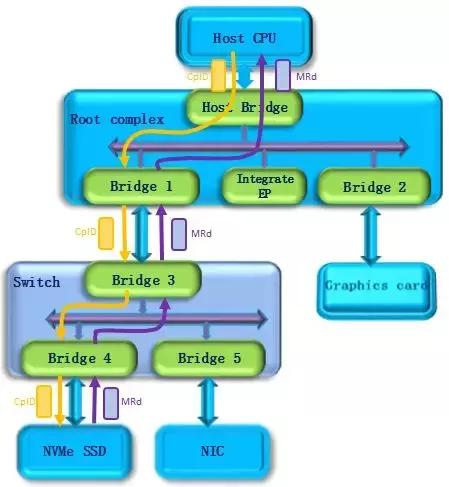 Host CPU
CplD
MRd
Host Bridge
Root complex
Bridge 1
Integrate
EP
Bridge 2
CplD
MRd
Bridge 3
Switch
Graphics card
Bridge 4
Bridge 5
CplD
MRd
NVMe SSD
NIC